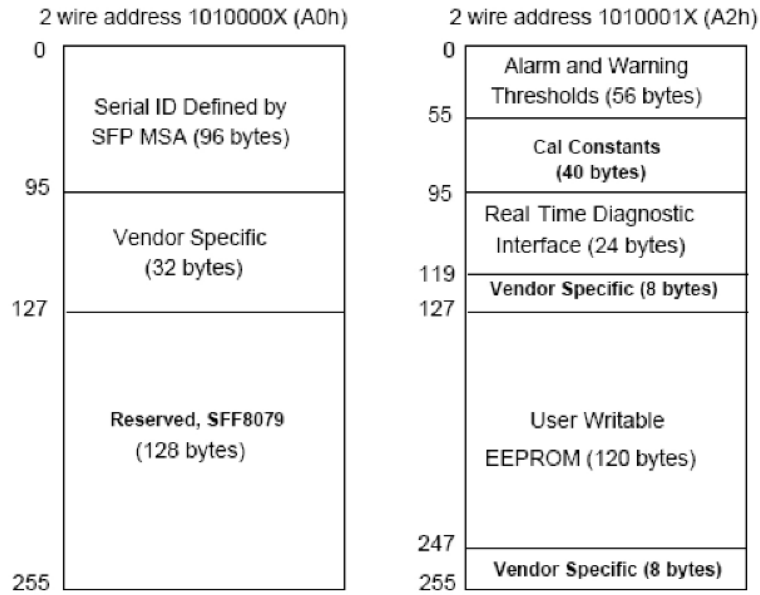 2 wire address 1010000X (A0h)
0
Serial ID Defined by
SFP MSA (96 bytes)
95
Vendor Specific
(32 bytes)
127
Reserved, SFF8079
(128 bytes)
255
2 wire address 1010001X (A2h)
0
Alarm and Warning
Thresholds (56 bytes)
55
Cal Constants
(40 bytes)
95
Real Time Diagnostic
Interface (24 bytes)
119
Vendor Specific (8 bytes)
127
User Writable
EEPROM (120 bytes)
247
Vendor Specific (8 bytes)
255